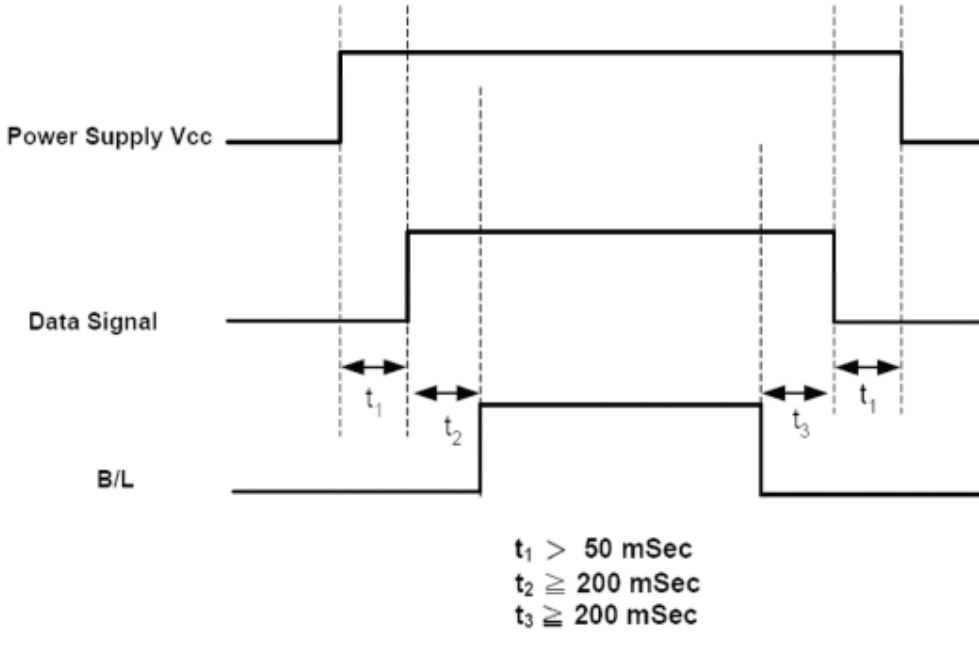 Power Supply Vcc
Data Signal
t₁
t₂
t₃
t₁
B/L
t₁ > 50 mSec
t₂ ≧ 200 mSec
t₃ ≧ 200 mSec